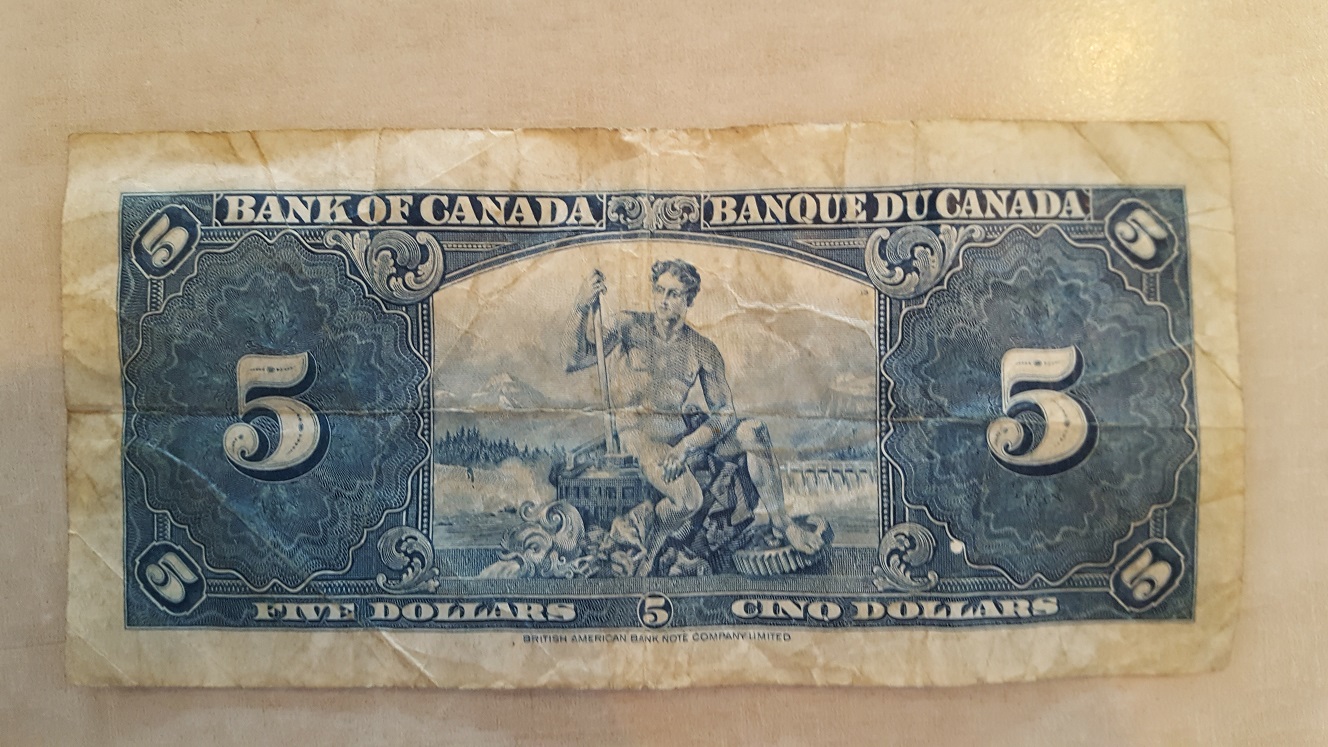 BANK OF CANADA BANQUE DU CANADA
5 5
5 5
5 5
FIVE DOLLARS 5 CINQ DOLLARS
BRITISH AMERICAN BANK NOTE COMPANY LIMITED